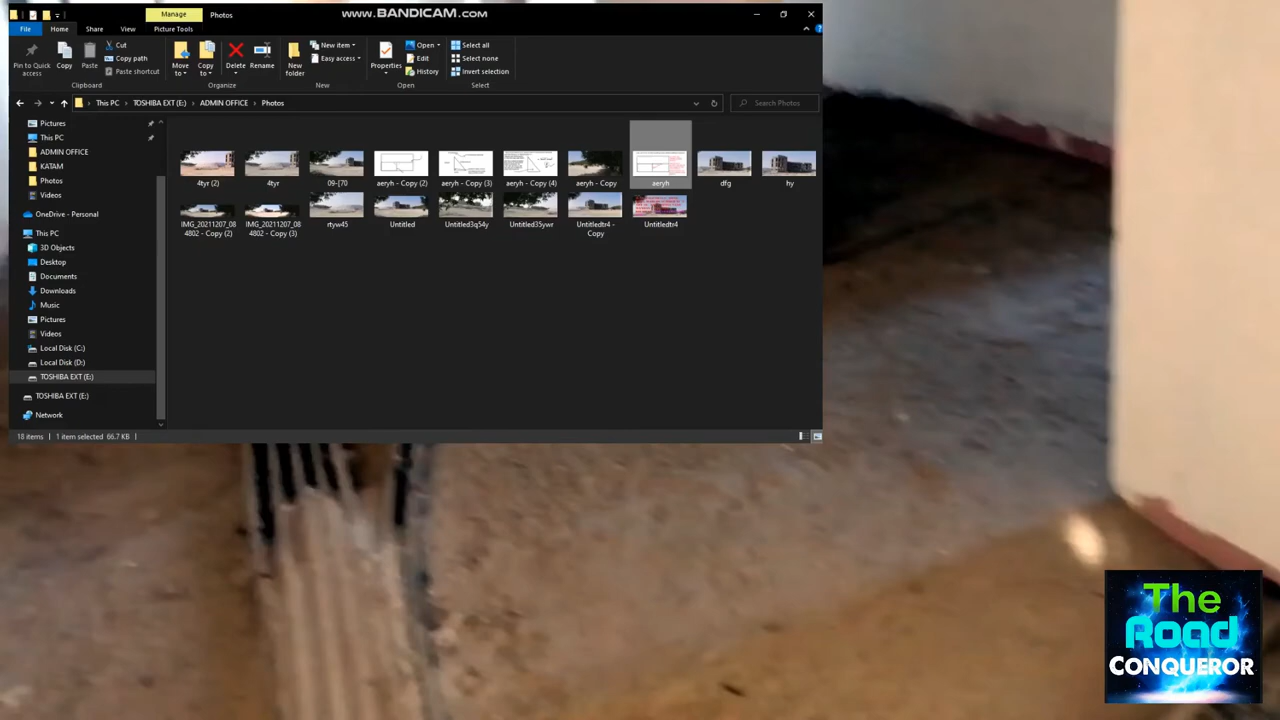 Manage
Photos
WWW.BANDICAM.COM
File
Home
Share
View
Picture Tools
Pin to Quick access
Copy
Paste
Cut
Copy path
Paste shortcut
Clipboard
Move to
Copy to
Delete
Rename
Organize
New folder
New item
Easy access
New
Properties
Open
Edit
History
Open
Select all
Select none
Invert selection
Select
This PC > TOSHIBA EXT (E:) > ADMIN OFFICE > Photos
Search Photos
Pictures
This PC
ADMIN OFFICE
KATAM
Photos
Videos
OneDrive - Personal
This PC
3D Objects
Desktop
Documents
Downloads
Music
Pictures
Videos
Local Disk (C:)
Local Disk (D:)
TOSHIBA EXT (E:)
TOSHIBA EXT (E:)
Network
4tyr (2)
4tyr
09-[70
aeryh - Copy (2)
aeryh - Copy (3)
aeryh - Copy (4)
aeryh - Copy
aeryh
dfg
hy
IMG_20211207_084802 - Copy (2)
IMG_20211207_084802 - Copy (3)
rtyw45
Untitled
Untitled3q54y
Untitled35ywr
Untitledtr4 - Copy
Untitledtr4
18 items
1 item selected 66.7 KB
The
Road
CONQUEROR